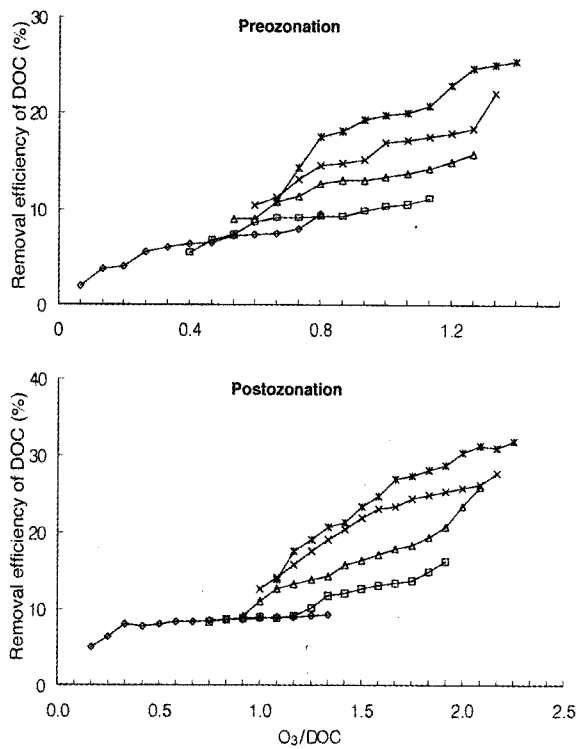 Preozonation
Removal efficiency of DOC (%)
30
20
10
0
0 0.4 0.8 1.2
Postozonation
Removal efficiency of DOC (%)
40
30
20
10
0
0.0 0.5 1.0 1.5 2.0 2.5
O₃/DOC